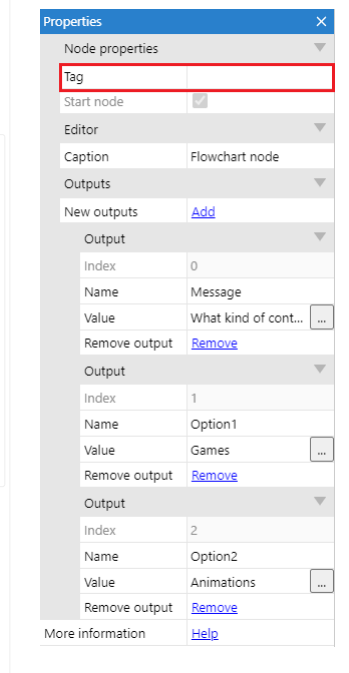 Properties
Node properties
Tag
Start node
Editor
Caption Flowchart node
Outputs
New outputs Add
Output
Index 0
Name Message
Value What kind of cont... ...
Remove output Remove
Output
Index 1
Name Option1
Value Games ...
Remove output Remove
Output
Index 2
Name Option2
Value Animations ...
Remove output Remove
More information Help